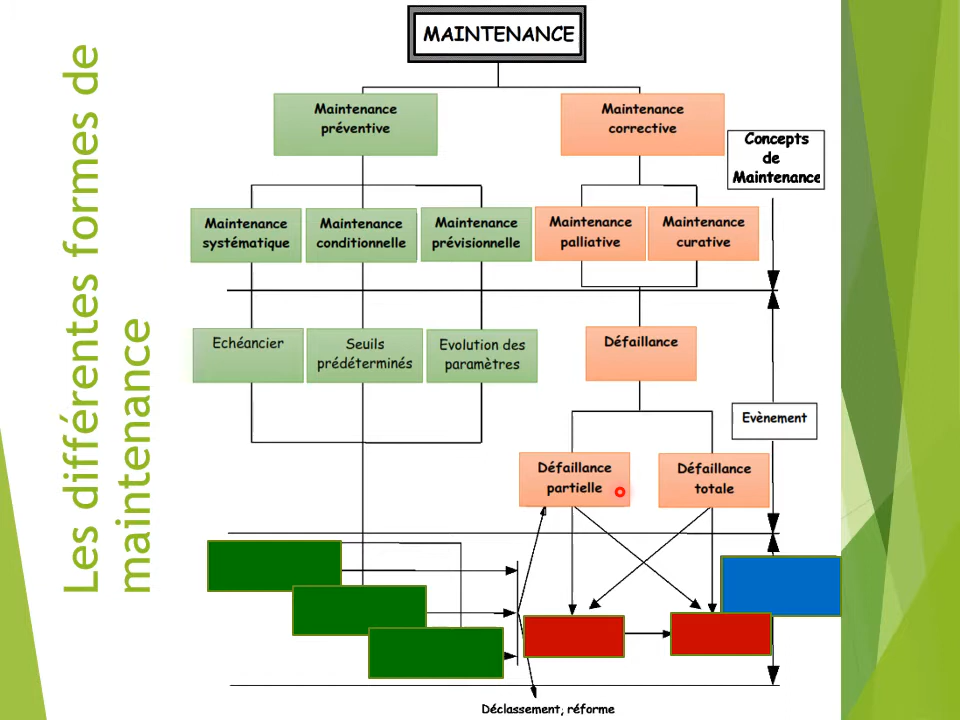 Les différentes formes de
maintenance
MAINTENANCE
Maintenance
préventive
Maintenance
corrective
Concepts
de
Maintenance
Maintenance
systématique
Maintenance
conditionnelle
Maintenance
prévisionnelle
Maintenance
palliative
Maintenance
curative
Echéancier
Seuils
prédéterminés
Evolution des
paramètres
Défaillance
Evènement
Défaillance
partielle
Défaillance
totale
Déclassement, réforme